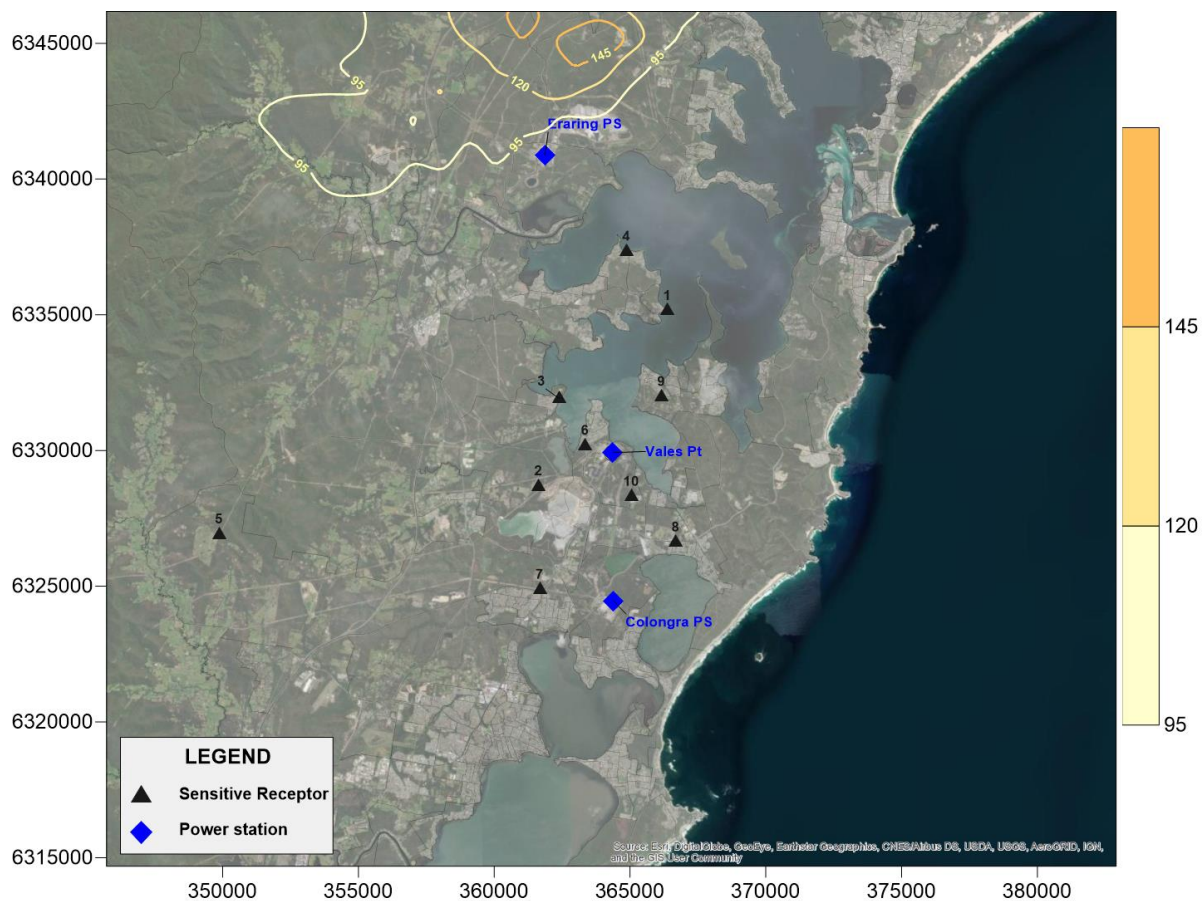 6345000
6340000
6335000
6330000
6325000
6320000
6315000
145
95
95
120
Eraring PS
95
95
4
1
3
9
6
Vales Pt
2
10
5
8
7
Colongra PS
LEGEND
Sensitive Receptor
Power station
Source: Esri, DigitalGlobe, GeoEye, Earthstar Geographics, CNES/Airbus DS, USDA, USGS, AeroGRID, IGN,
and the GIS User Community
350000 355000 360000 365000 370000 375000 380000
145
120
95